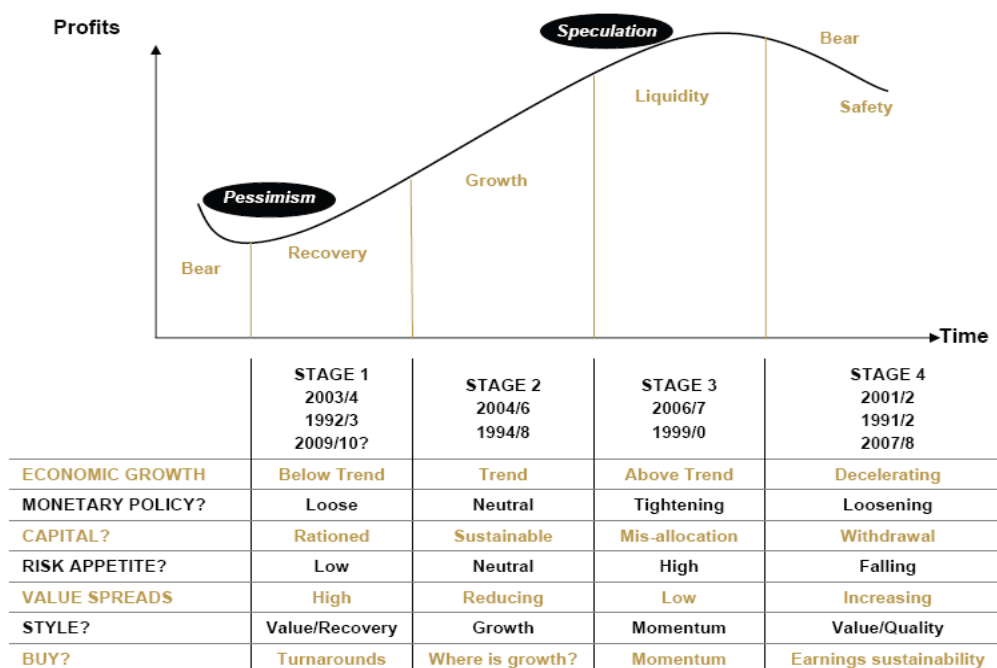 Profits
Speculation
Bear
Liquidity
Safety
Growth
Pessimism
Recovery
Bear
Time
STAGE 1
2003/4
1992/3
2009/10?
STAGE 2
2004/6
1994/8
STAGE 3
2006/7
1999/0
STAGE 4
2001/2
1991/2
2007/8
ECONOMIC GROWTH Below Trend Trend Above Trend Decelerating
MONETARY POLICY? Loose Neutral Tightening Loosening
CAPITAL? Rationed Sustainable Mis-allocation Withdrawal
RISK APPETITE? Low Neutral High Falling
VALUE SPREADS High Reducing Low Increasing
STYLE? Value/Recovery Growth Momentum Value/Quality
BUY? Turnarounds Where is growth? Momentum Earnings sustainability